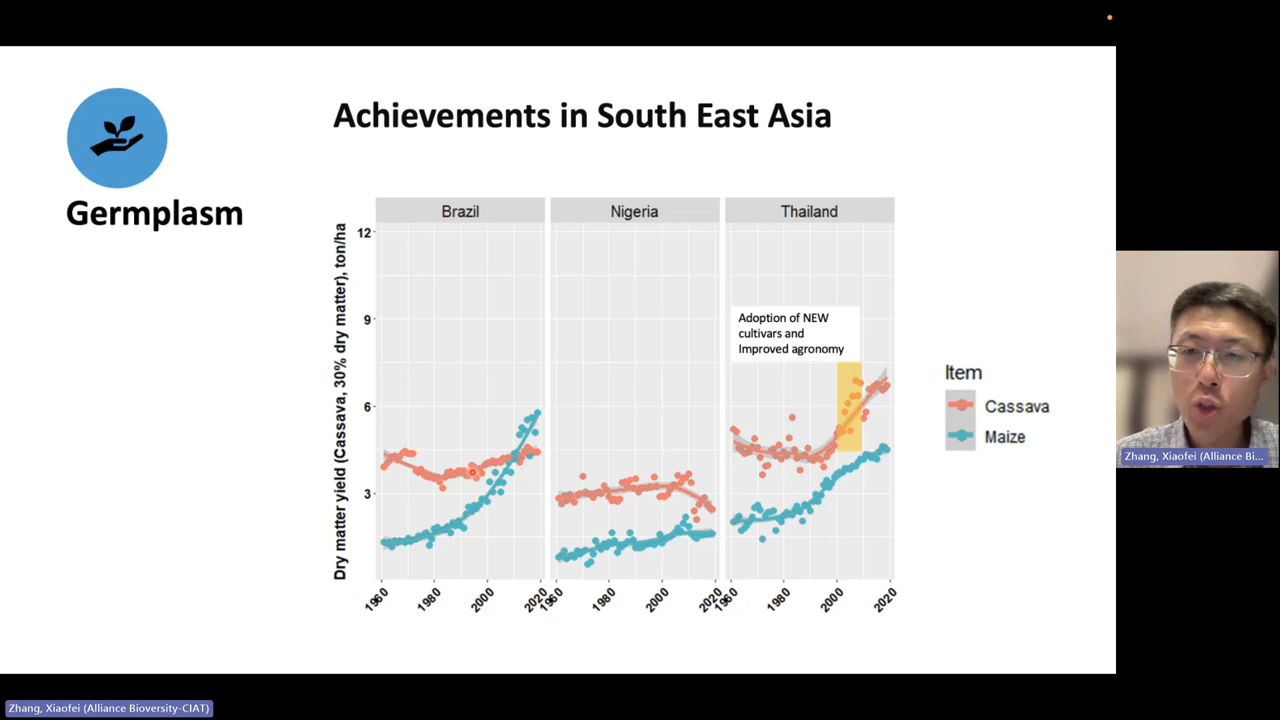 Achievements in South East Asia
Germplasm
Brazil
Nigeria
Thailand
Dry matter yield (Cassava, 30% dry matter), ton/ha
12
9
6
3
Adoption of NEW
cultivars and
Improved agronomy
1960
1980
2000
2020
1960
1980
2000
2020
1960
1980
2000
2020
Item
Cassava
Maize
Zhang, Xiaofei (Alliance Bi...
Zhang, Xiaofei (Alliance Bioversity-CIAT)